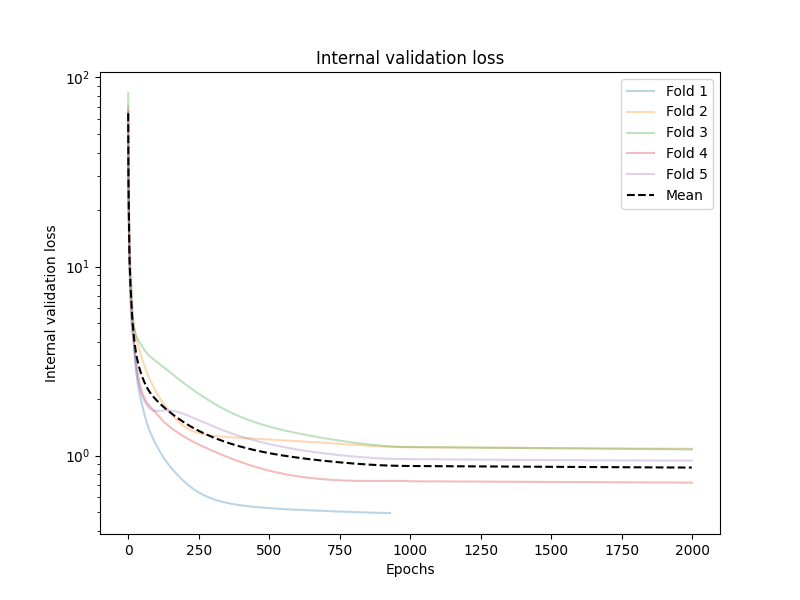 Internal validation loss
10²
10¹
10⁰
Internal validation loss
Fold 1
Fold 2
Fold 3
Fold 4
Fold 5
Mean
0 250 500 750 1000 1250 1500 1750 2000
Epochs